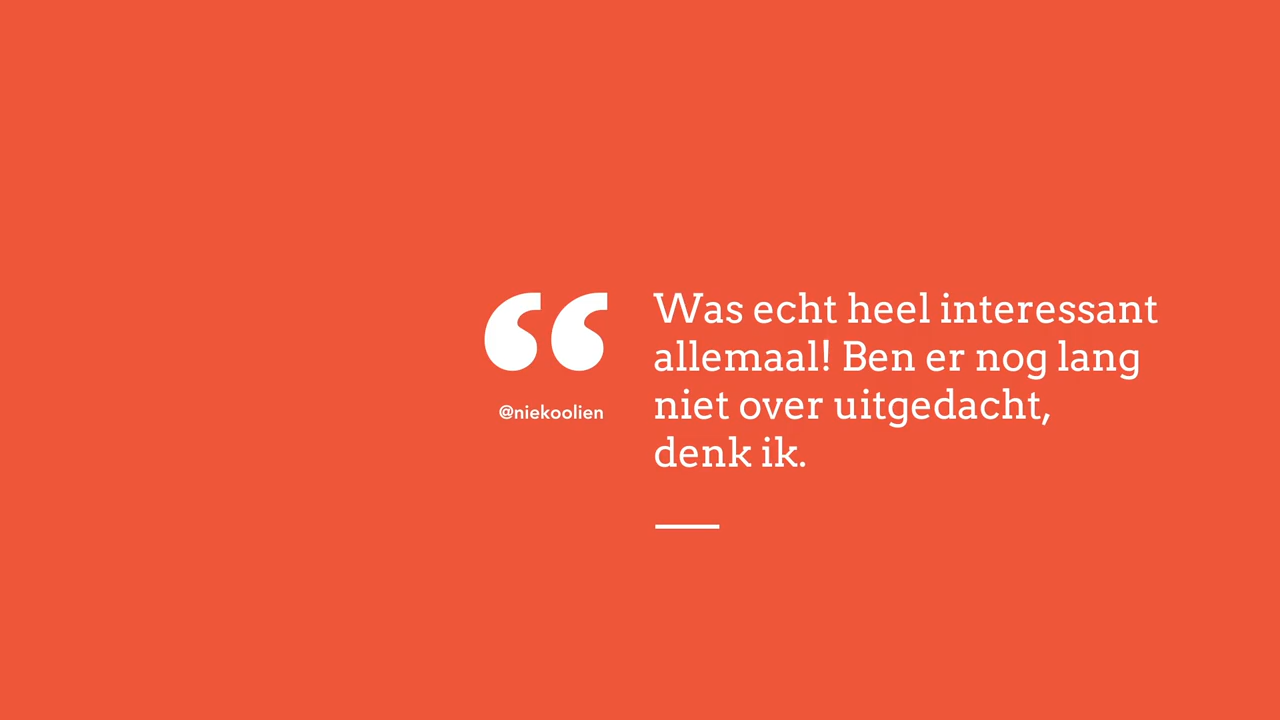 “
@niekoolien
Was echt heel interessant
allemaal! Ben er nog lang
niet over uitgedacht,
denk ik.